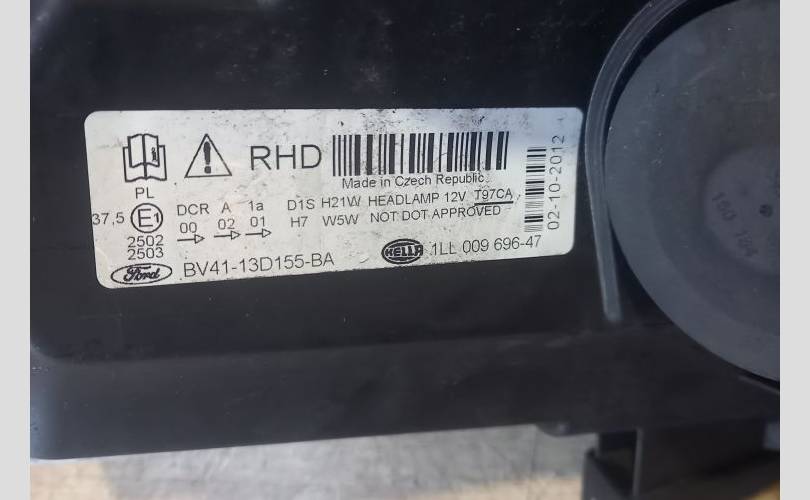 RHD
Made in Czech Republic
PL
37,5 E1 DCR A 1a D1S H21W HEADLAMP 12V T97CA
00 02 01 H7 W5W NOT DOT APPROVED
2502
2503
Ford BV41-13D155-BA HELLA 1LL 009 696-47
02-10-2012